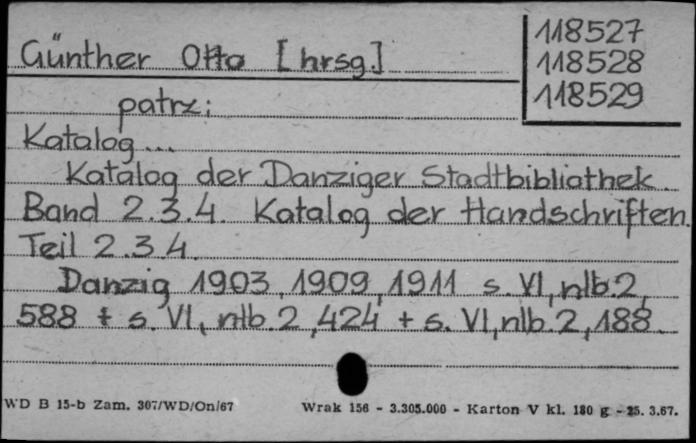 118527
Günther Otto [hrsg.]
118528
118529
patrz:
Katalog...
Katalog der Danziger Stadtbibliothek.
Band 2.3.4. Katalog der Handschriften.
Teil 2.3.4.
Danzig 1903, 1909, 1911 s. VI, nlb. 2,
588 + s. VI, nlb. 2, 424 + s. VI, nlb. 2, 188.
WD B 15-b Zam. 307/WD/On/67 Wrak 156 - 3.305.000 - Karton V kl. 180 g - 25. 3.67.